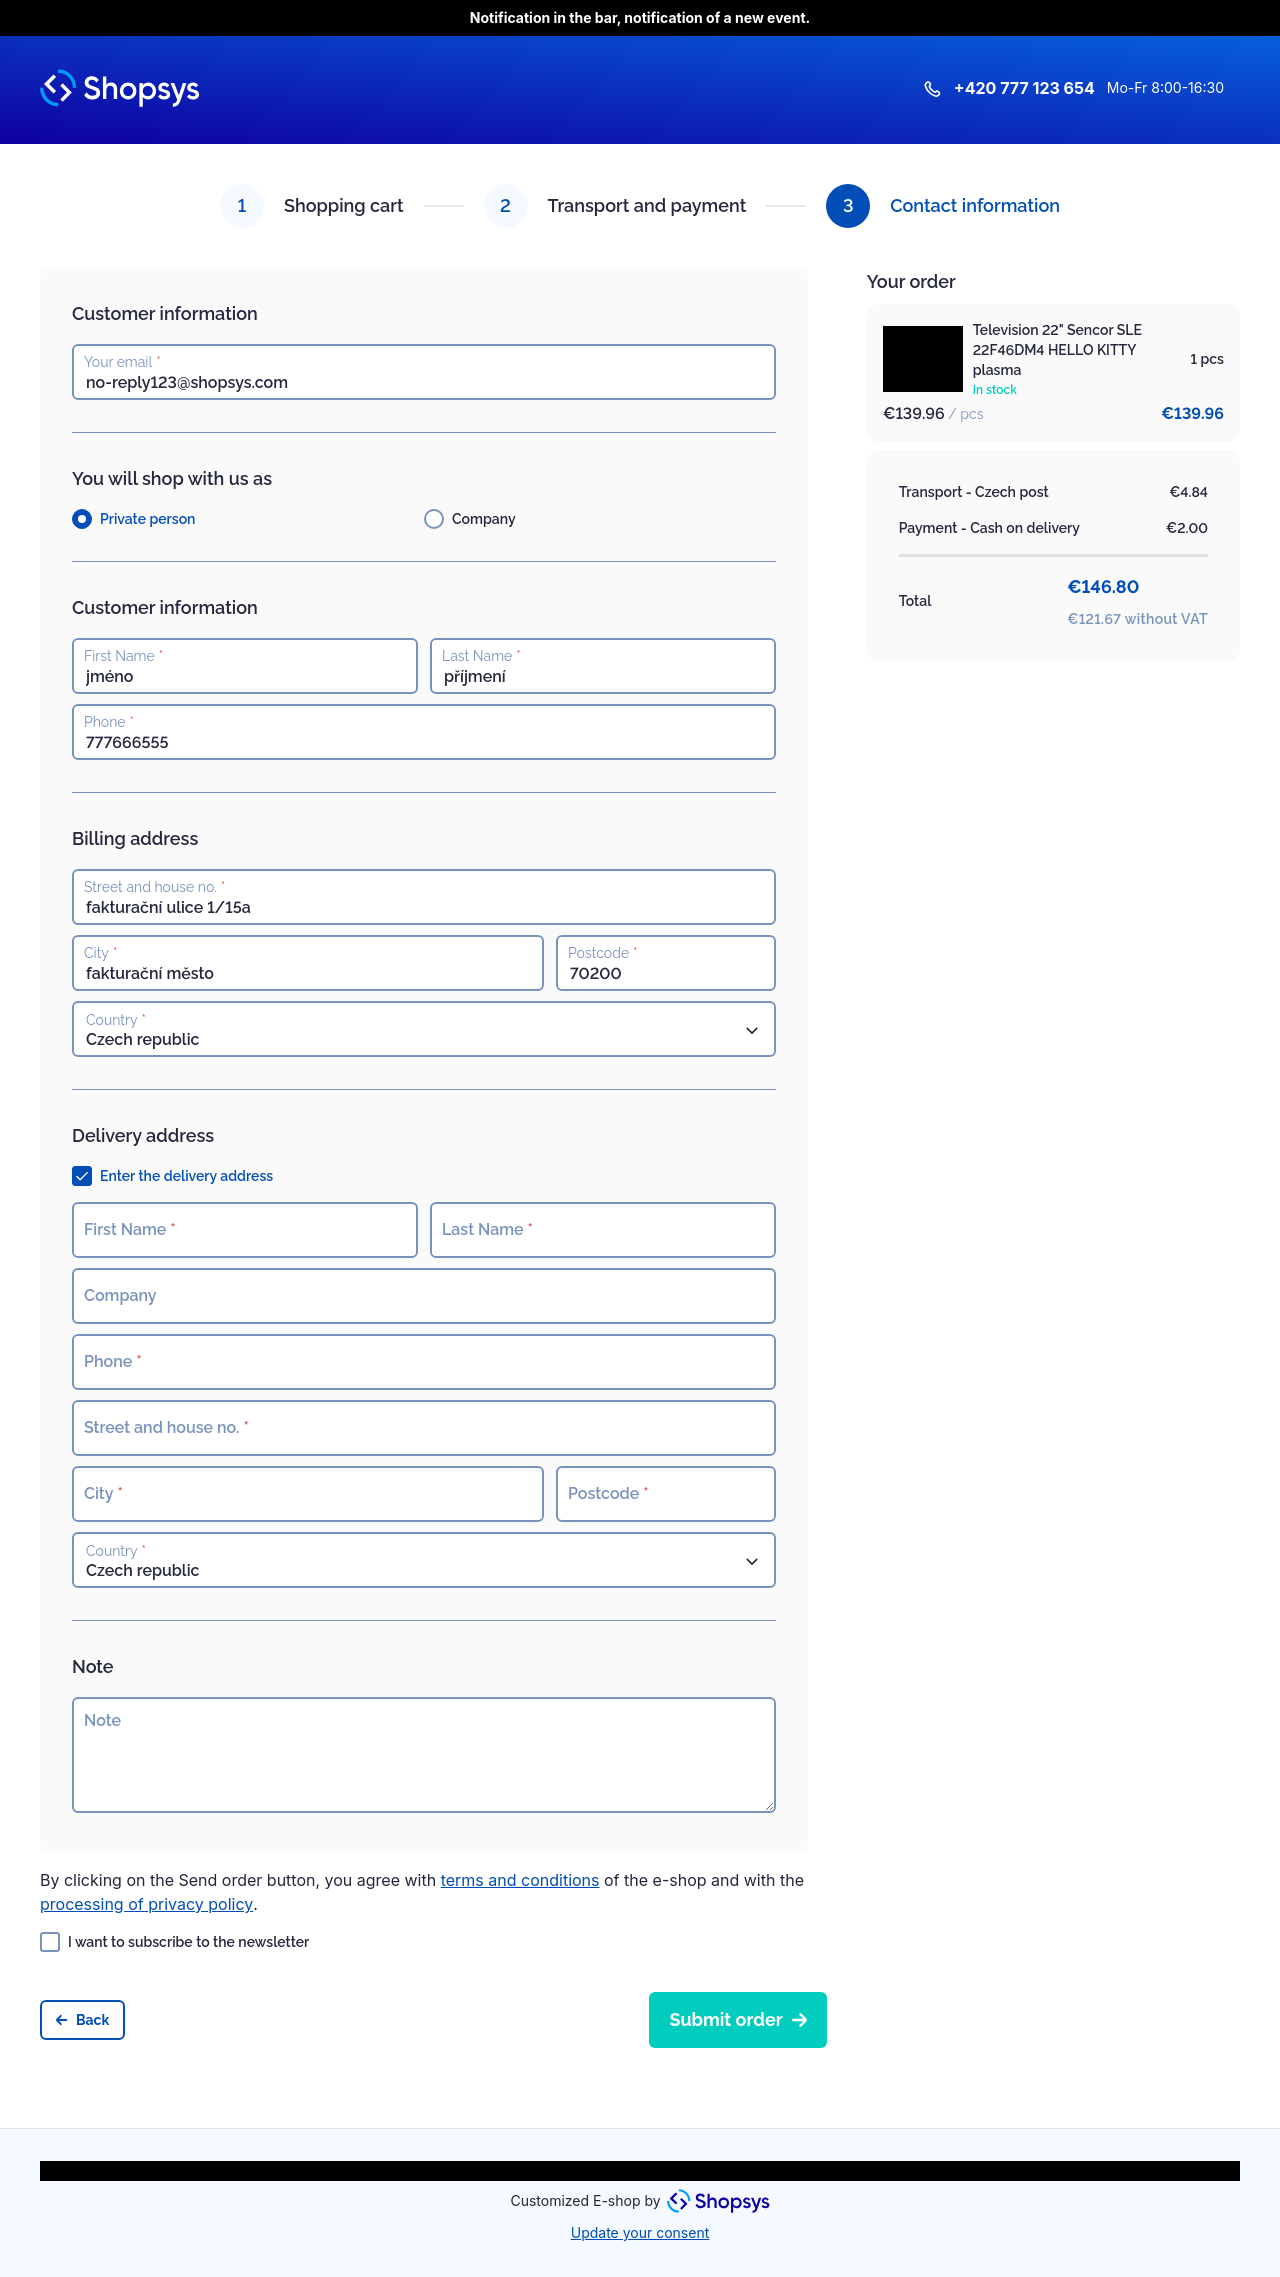 Notification in the bar, notification of a new event.
Shopsys
+420 777 123 654 Mo-Fr 8:00-16:30
1 Shopping cart 2 Transport and payment 3 Contact information
Customer information
Your email *
no-reply123@shopsys.com
You will shop with us as
Private person Company
Customer information
First Name * Last Name *
jméno příjmení
Phone *
777666555
Billing address
Street and house no. *
fakturační ulice 1/15a
City * Postcode *
fakturační město 70200
Country *
Czech republic
Delivery address
Enter the delivery address
First Name * Last Name *
Company
Phone *
Street and house no. *
City * Postcode *
Country *
Czech republic
Note
Note
By clicking on the Send order button, you agree with terms and conditions of the e-shop and with the
processing of privacy policy.
I want to subscribe to the newsletter
Back Submit order
Your order
Television 22" Sencor SLE
22F46DM4 HELLO KITTY
plasma
1 pcs
In stock
€139.96 / pcs €139.96
Transport - Czech post €4.84
Payment - Cash on delivery €2.00
Total €146.80
€121.67 without VAT
Customized E-shop by Shopsys
Update your consent